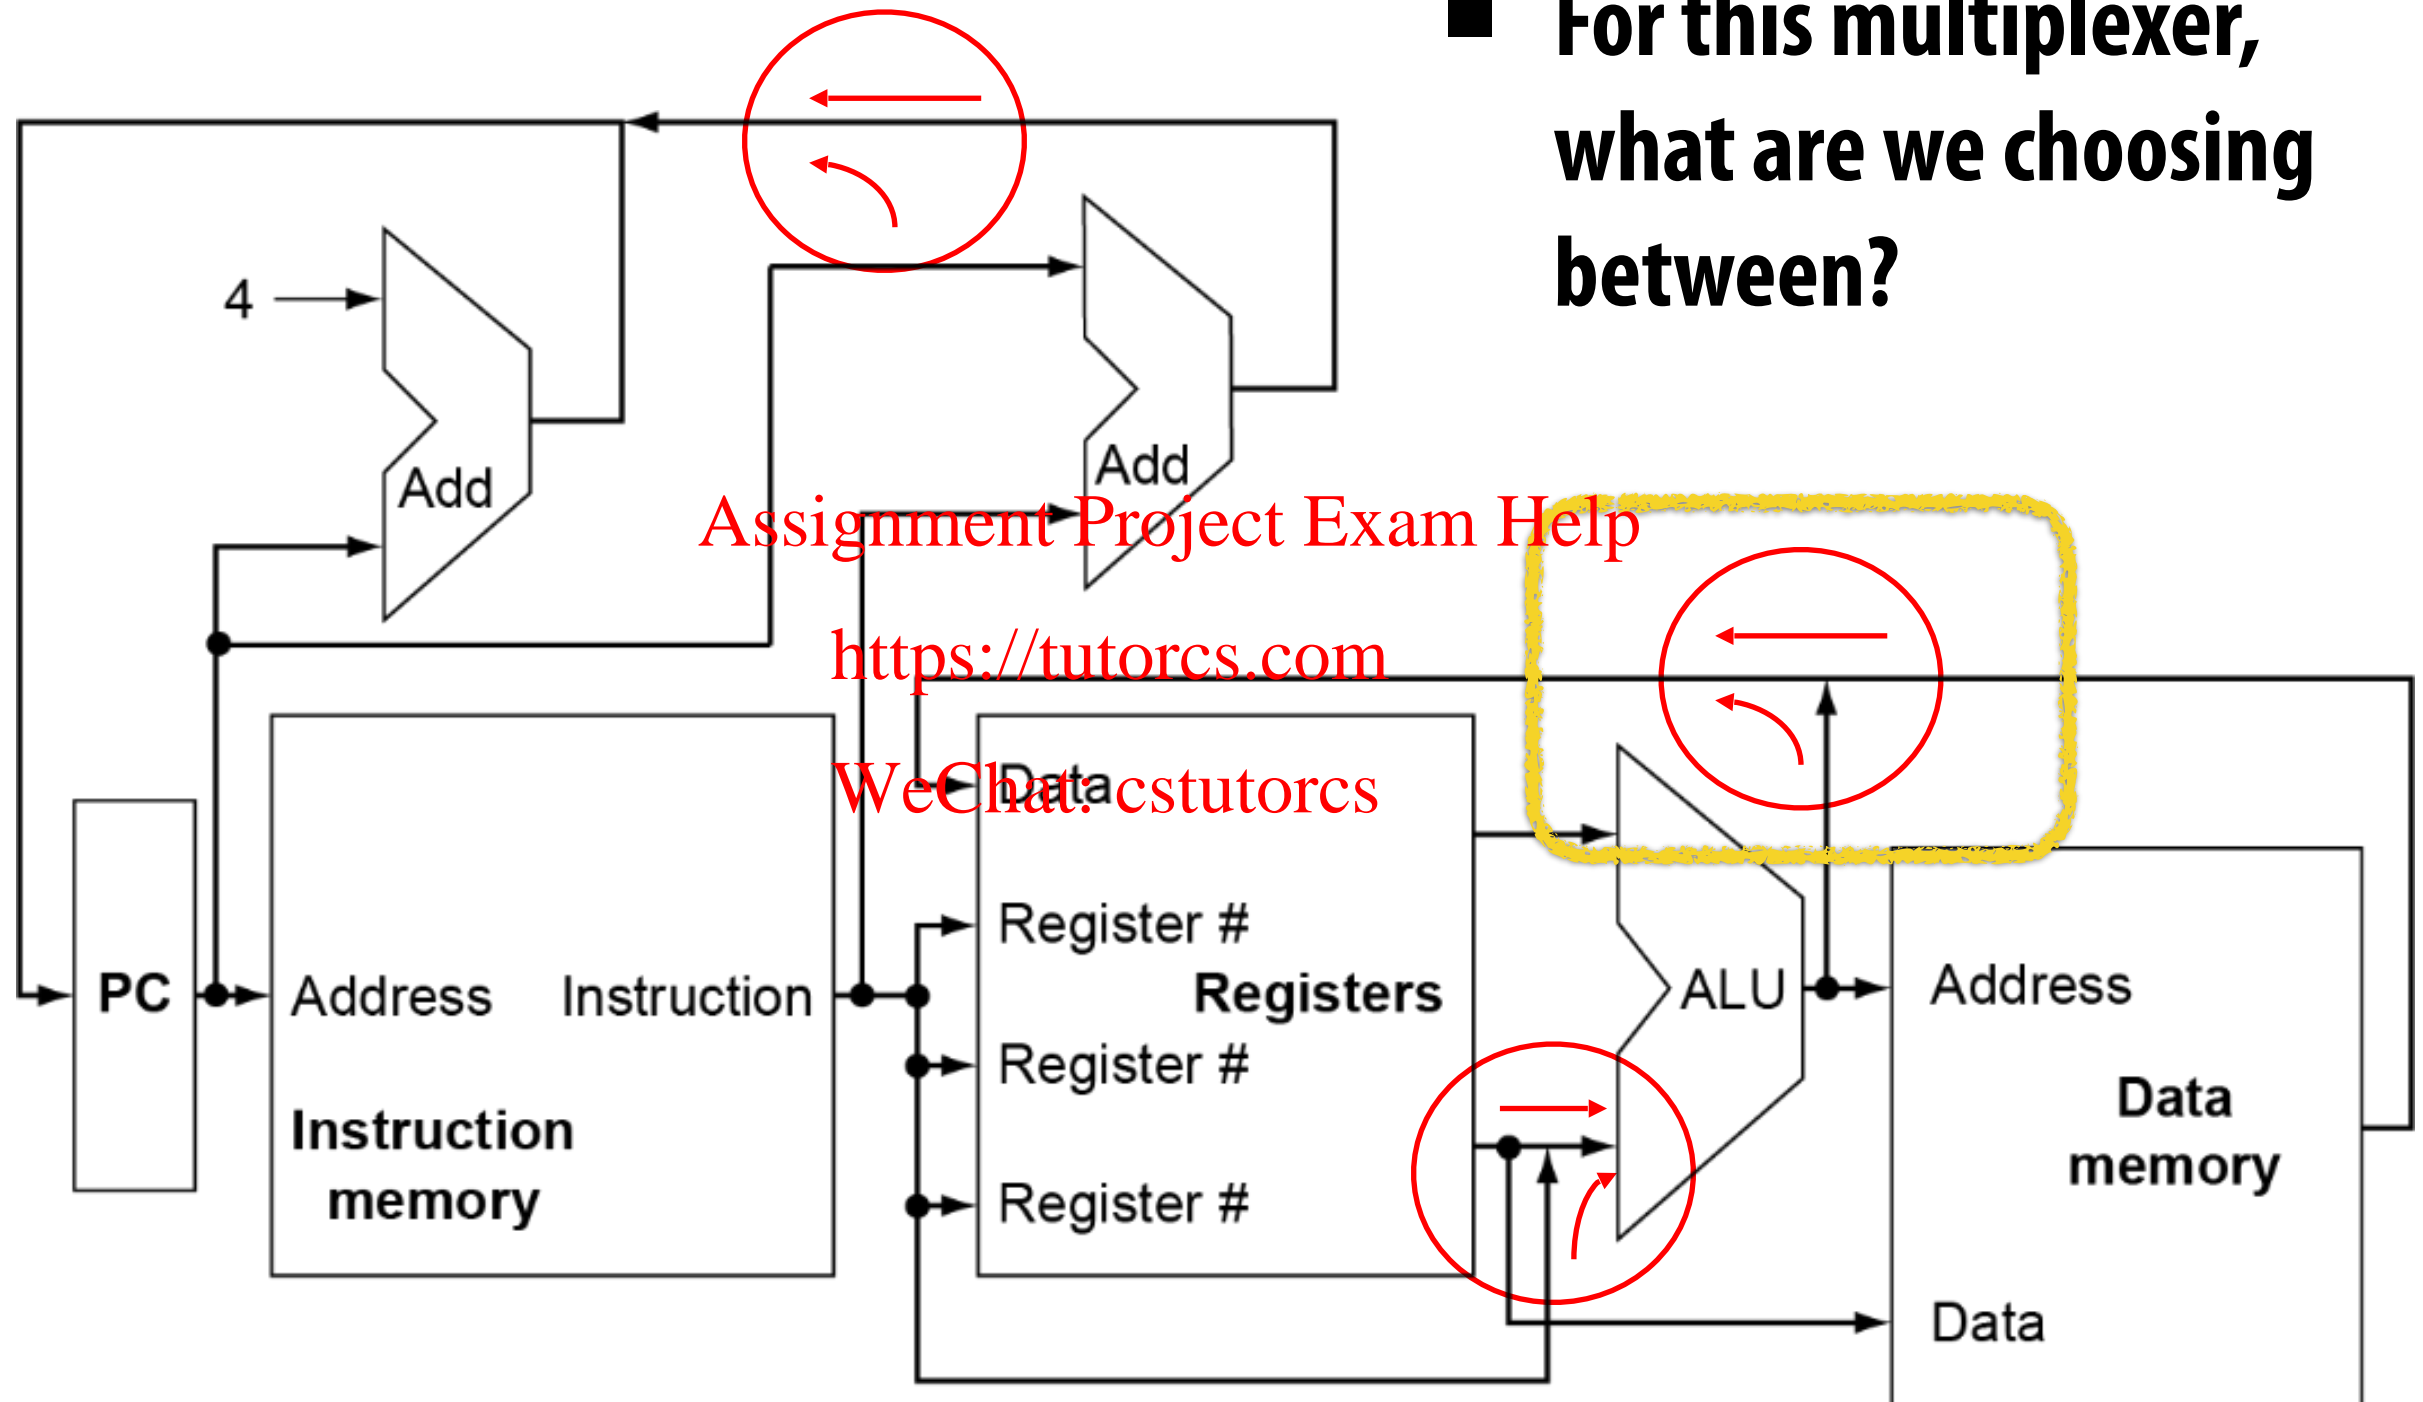 ■ For this multiplexer,
what are we choosing
between?
4
Add
Add
Assignment Project Exam Help
https://tutorcs.com
WeChat: cstutorcs
Data
Register #
PC
Address
Instruction
Registers
ALU
Address
Register #
Data
memory
Instruction
memory
Register #
Data